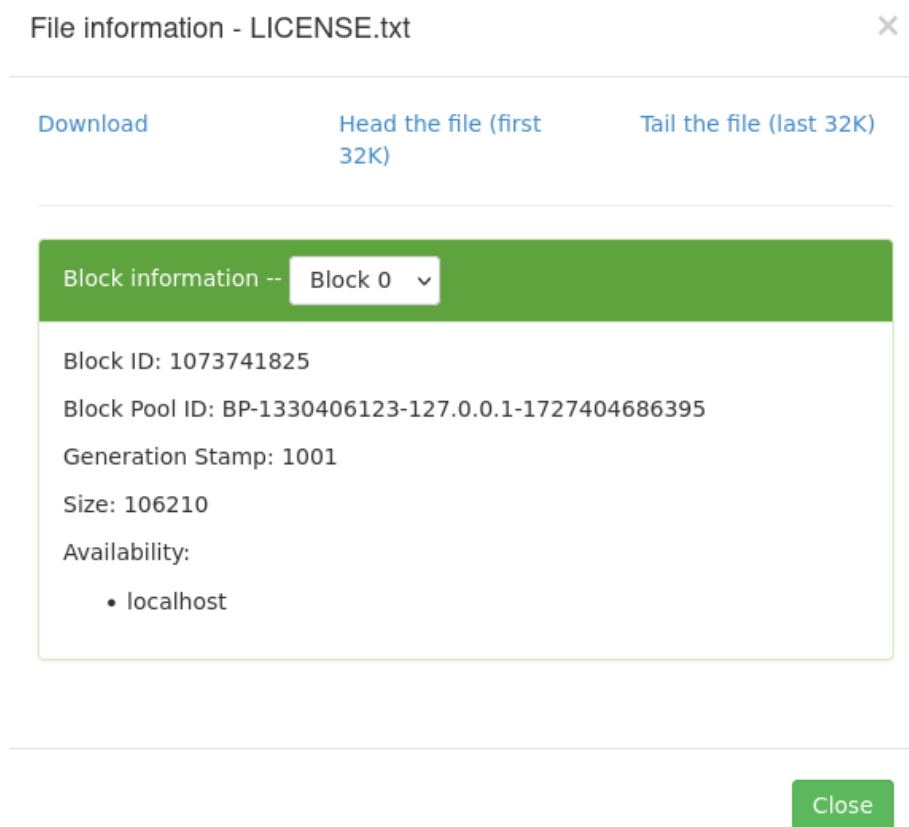 File information - LICENSE.txt ×
Download Head the file (first 32K) Tail the file (last 32K)
Block information -- Block 0
Block ID: 1073741825
Block Pool ID: BP-1330406123-127.0.0.1-1727404686395
Generation Stamp: 1001
Size: 106210
Availability:
• localhost
Close